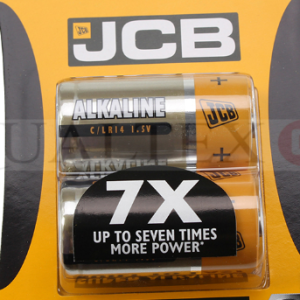 JCB
JCB
ALKALINE
C/LR14 1.5V
JCB
7X
UP TO SEVEN TIMES
MORE POWER*